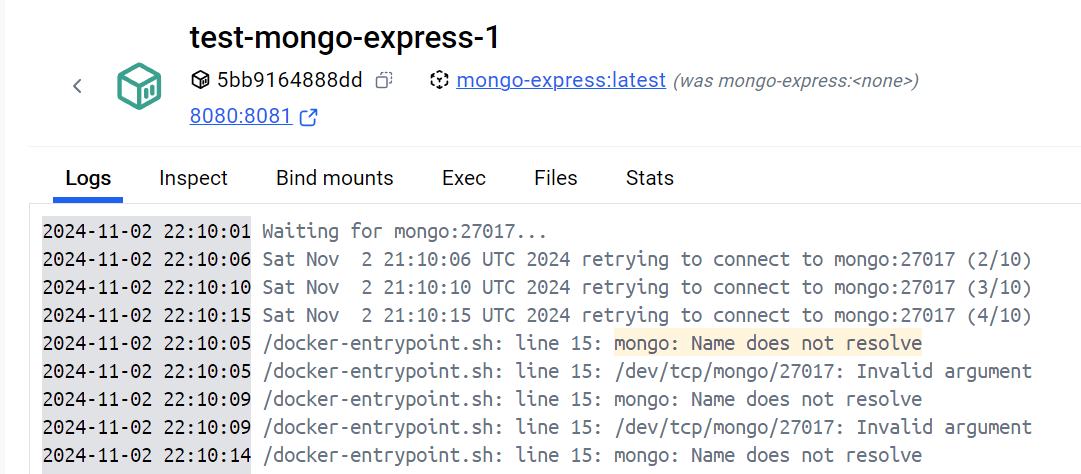 test-mongo-express-1
5bb9164888dd mongo-express:latest (was mongo-express:<none>)
8080:8081
Logs Inspect Bind mounts Exec Files Stats
2024-11-02 22:10:01 Waiting for mongo:27017...
2024-11-02 22:10:06 Sat Nov  2 21:10:06 UTC 2024 retrying to connect to mongo:27017 (2/10)
2024-11-02 22:10:10 Sat Nov  2 21:10:10 UTC 2024 retrying to connect to mongo:27017 (3/10)
2024-11-02 22:10:15 Sat Nov  2 21:10:15 UTC 2024 retrying to connect to mongo:27017 (4/10)
2024-11-02 22:10:05 /docker-entrypoint.sh: line 15: mongo: Name does not resolve
2024-11-02 22:10:05 /docker-entrypoint.sh: line 15: /dev/tcp/mongo/27017: Invalid argument
2024-11-02 22:10:09 /docker-entrypoint.sh: line 15: mongo: Name does not resolve
2024-11-02 22:10:09 /docker-entrypoint.sh: line 15: /dev/tcp/mongo/27017: Invalid argument
2024-11-02 22:10:14 /docker-entrypoint.sh: line 15: mongo: Name does not resolve